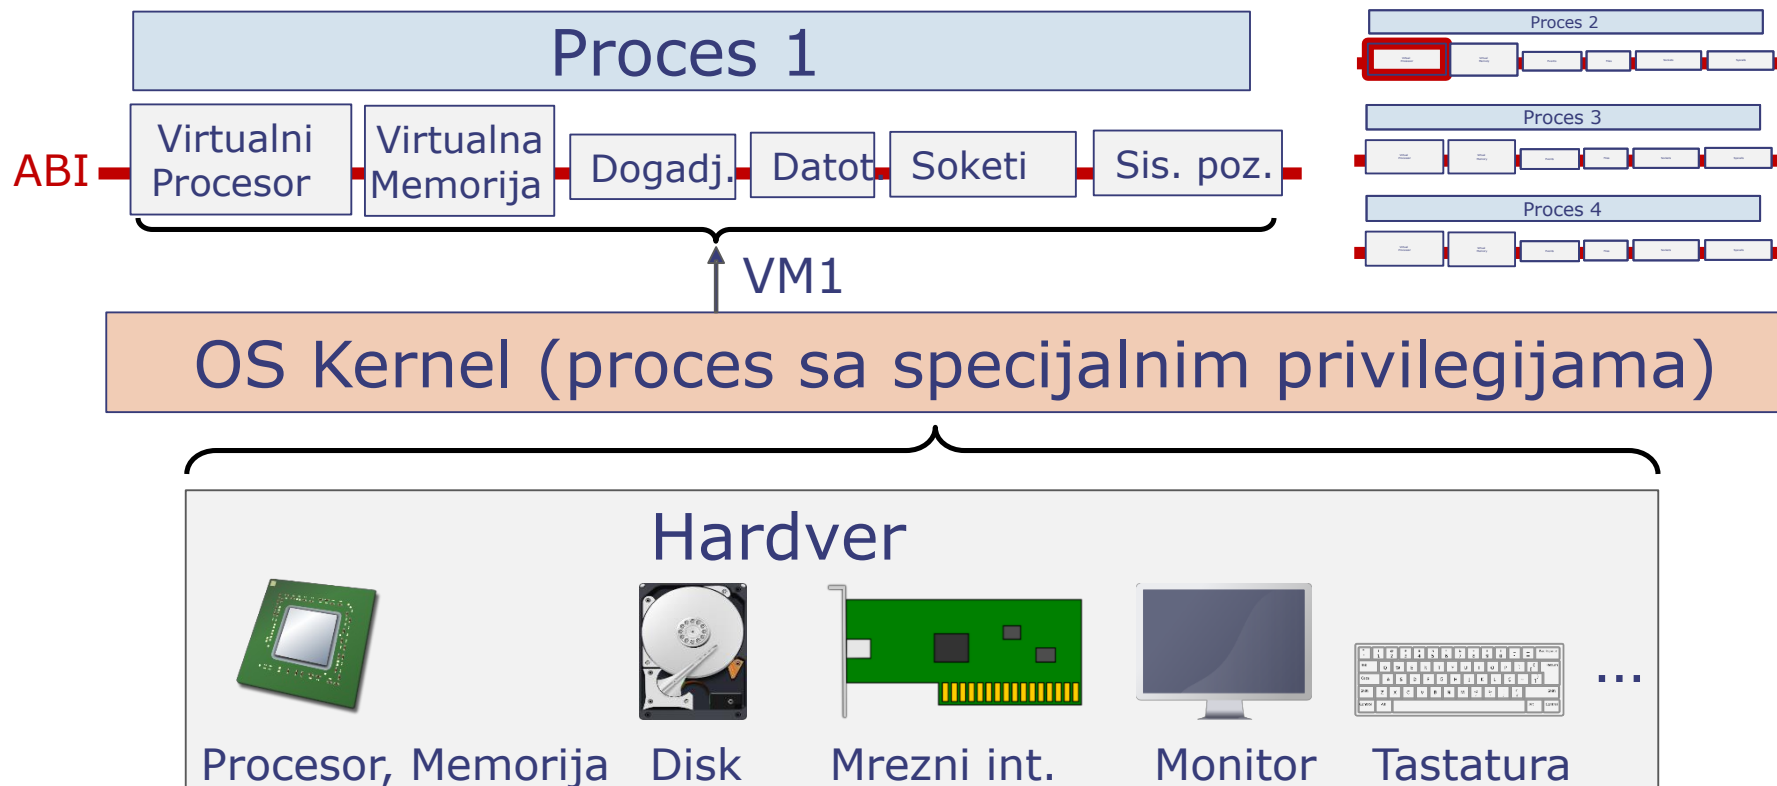 Proces 1
ABI
Virtualni
Procesor
Virtualna
Memorija
Dogadj.
Datot.
Soketi
Sis. poz.
VM1
Proces 2
Proces 3
Proces 4
OS Kernel (proces sa specijalnim privilegijama)
Hardver
...
Procesor, Memorija
Disk
Mrezni int.
Monitor
Tastatura